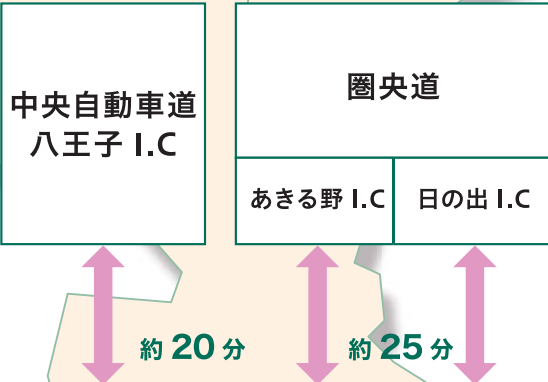 中央自動車道
八王子 I.C
圏央道
あきる野 I.C
日の出 I.C
約 20 分
約 25 分